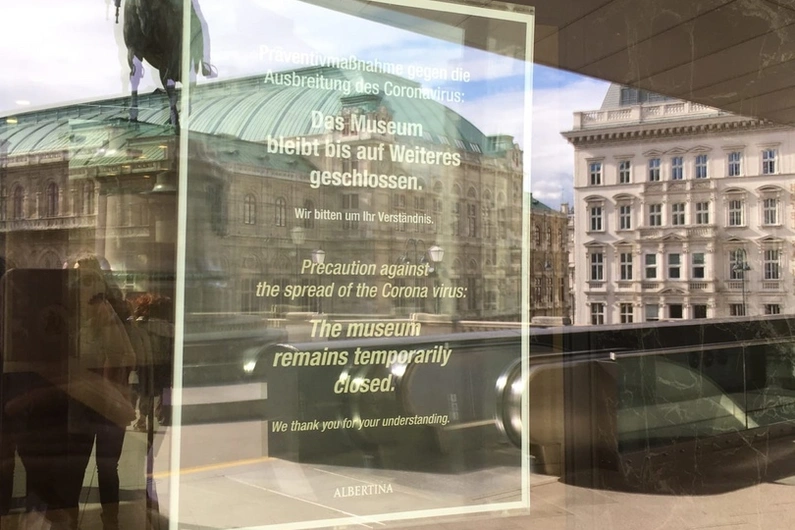 Präventivmaßnahme gegen die
Ausbreitung des Coronavirus:
Das Museum
bleibt bis auf Weiteres
geschlossen.
Wir bitten um Ihr Verständnis.
Precaution against
the spread of the Corona virus:
The museum
remains temporarily
closed.
We thank you for your understanding.
ALBERTINA